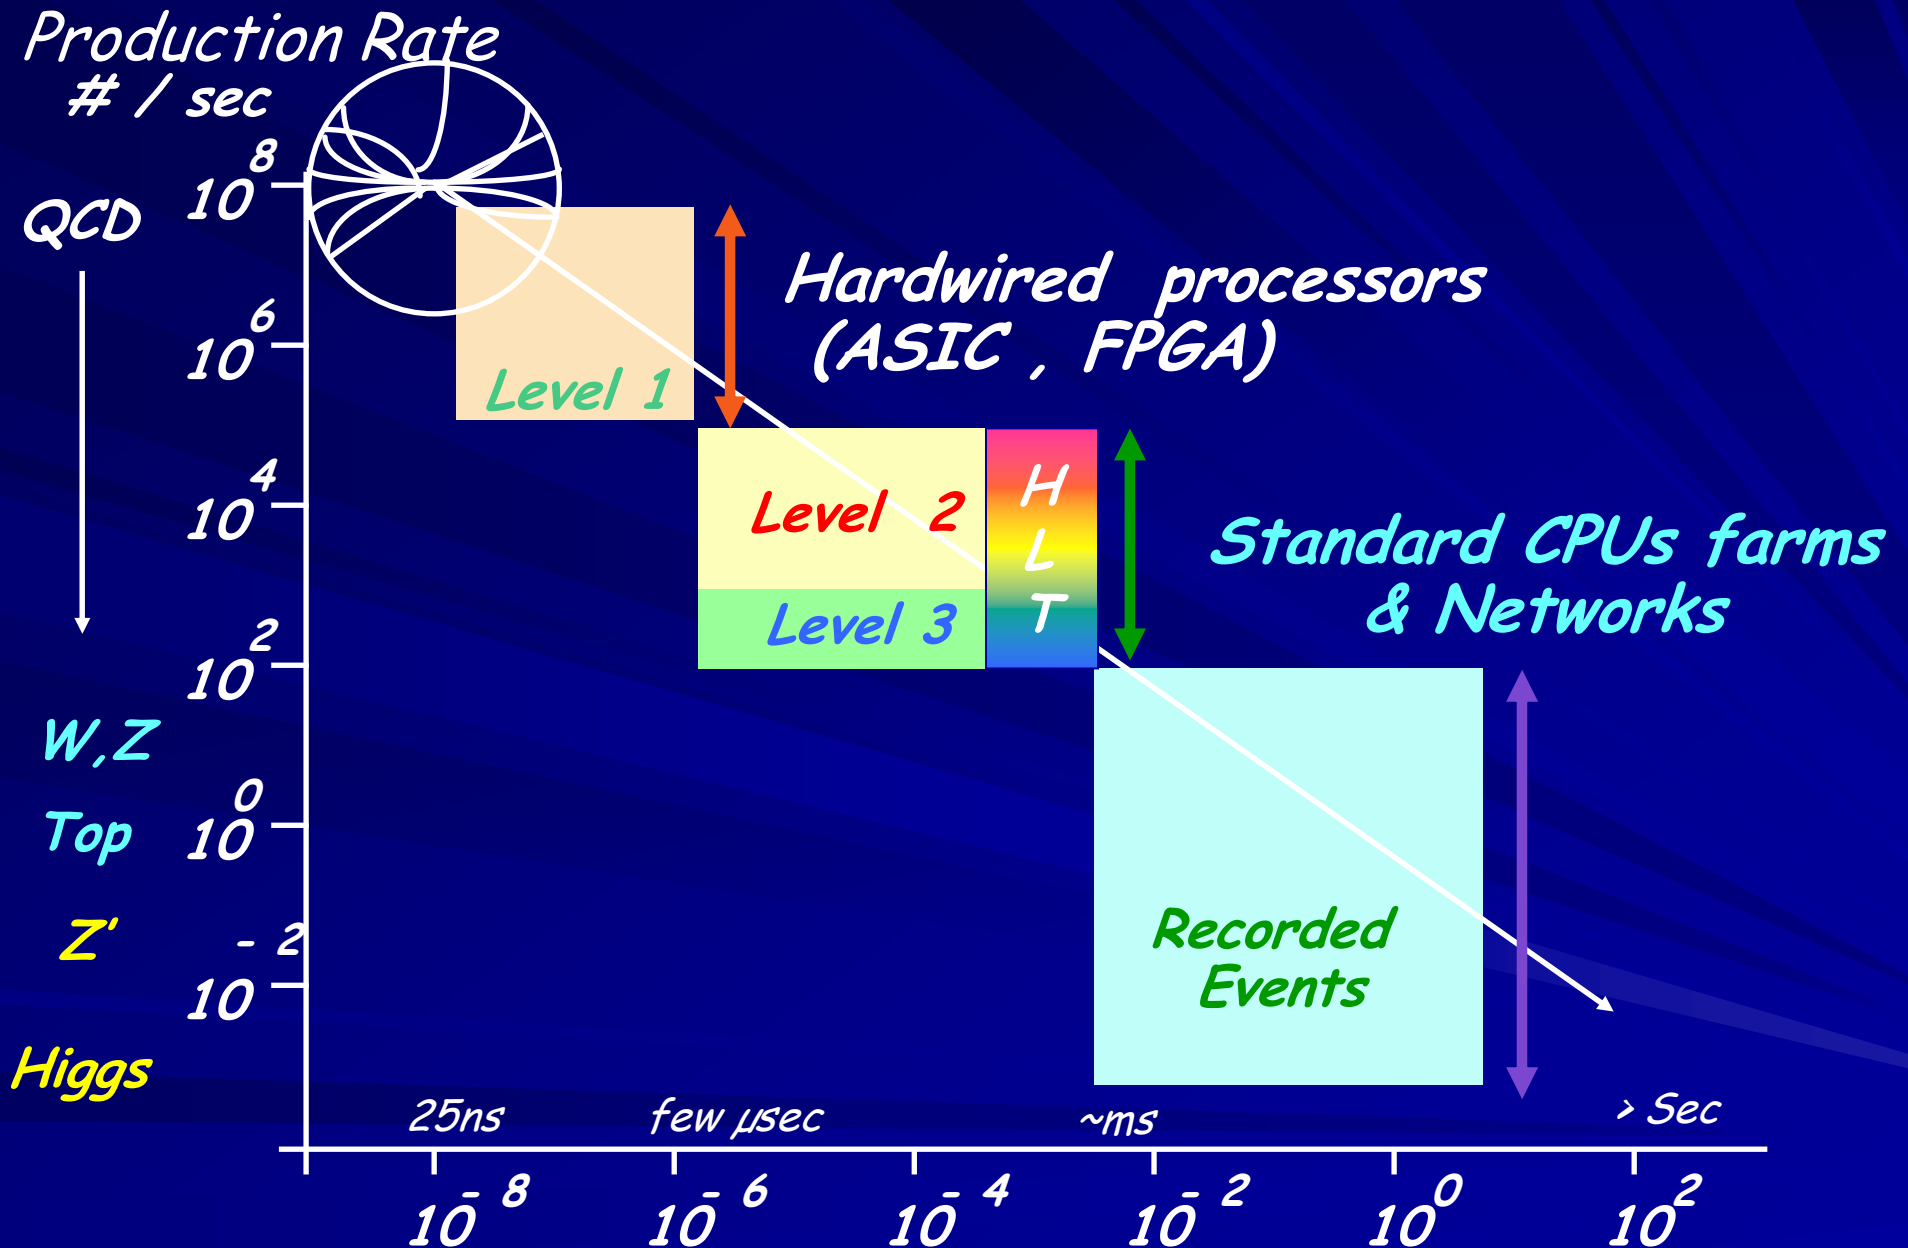 Production Rate
# / sec
10^8
QCD
Hardwired processors
(ASIC , FPGA)
10^6
Level 1
10^4
Level 2
H
L
T
Standard CPUs farms
& Networks
Level 3
10^2
W,Z
Top
10^0
Z'
10^- 2
Recorded
Events
Higgs
25ns
few μsec
~ms
> Sec
10^- 8
10^- 6
10^- 4
10^- 2
10^0
10^2